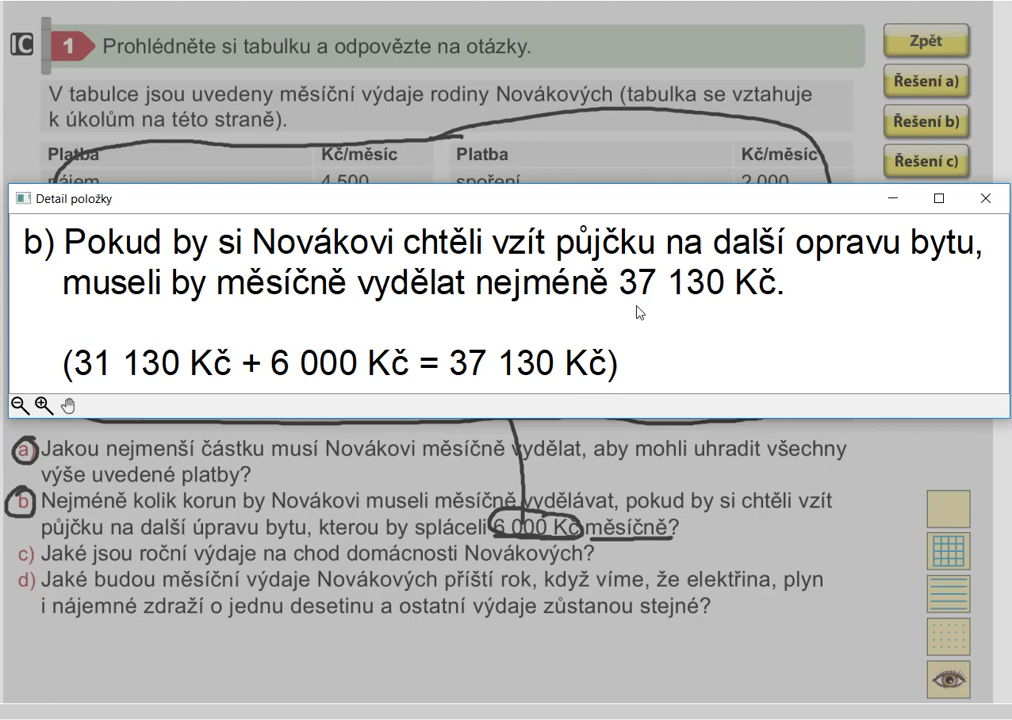 IC
1 Prohlédněte si tabulku a odpovězte na otázky.
Zpět
Řešení a)
Řešení b)
Řešení c)
V tabulce jsou uvedeny měsíční výdaje rodiny Novákových (tabulka se vztahuje
k úkolům na této straně).
Platba Kč/měsíc Platba Kč/měsíc
nájem 4 500 spoření 2 000
Detail položky
b) Pokud by si Novákovi chtěli vzít půjčku na další opravu bytu,
museli by měsíčně vydělat nejméně 37 130 Kč.
(31 130 Kč + 6 000 Kč = 37 130 Kč)
a) Jakou nejmenší částku musí Novákovi měsíčně vydělat, aby mohli uhradit všechny
výše uvedené platby?
b) Nejméně kolik korun by Novákovi museli měsíčně vydělávat, pokud by si chtěli vzít
půjčku na další úpravu bytu, kterou by spláceli 6 000 Kč měsíčně?
c) Jaké jsou roční výdaje na chod domácnosti Novákových?
d) Jaké budou měsíční výdaje Novákových příští rok, když víme, že elektřina, plyn
i nájemné zdraží o jednu desetinu a ostatní výdaje zůstanou stejné?